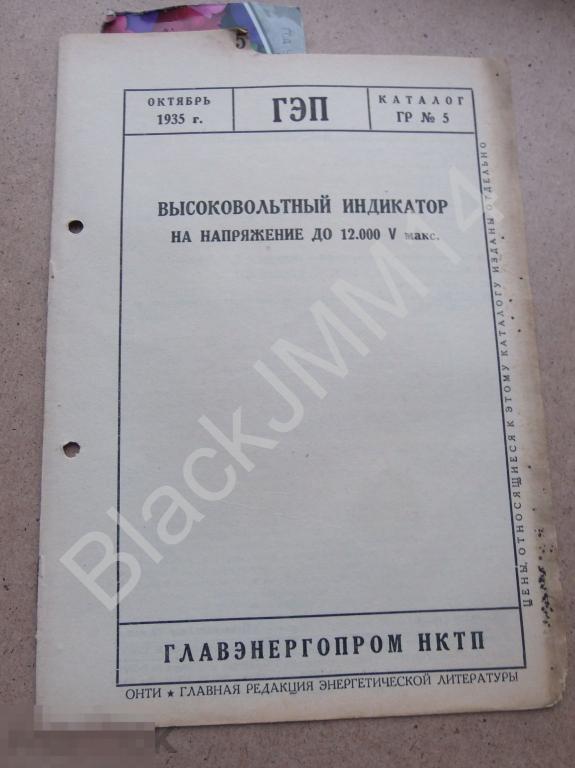 5
ОКТЯБРЬ
1935 г.
ГЭП
КАТАЛОГ
ГР № 5
ВЫСОКОВОЛЬТНЫЙ ИНДИКАТОР
НА НАПРЯЖЕНИЕ ДО 12.000 V макс.
ЦЕНЫ, ОТНОСЯЩИЕСЯ К ЭТОМУ КАТАЛОГУ ИЗДАНЫ ОТДЕЛЬНО
ГЛАВЭНЕРГОПРОМ НКТП
ОНТИ ★ ГЛАВНАЯ РЕДАКЦИЯ ЭНЕРГЕТИЧЕСКОЙ ЛИТЕРАТУРЫ
BlackJMM14